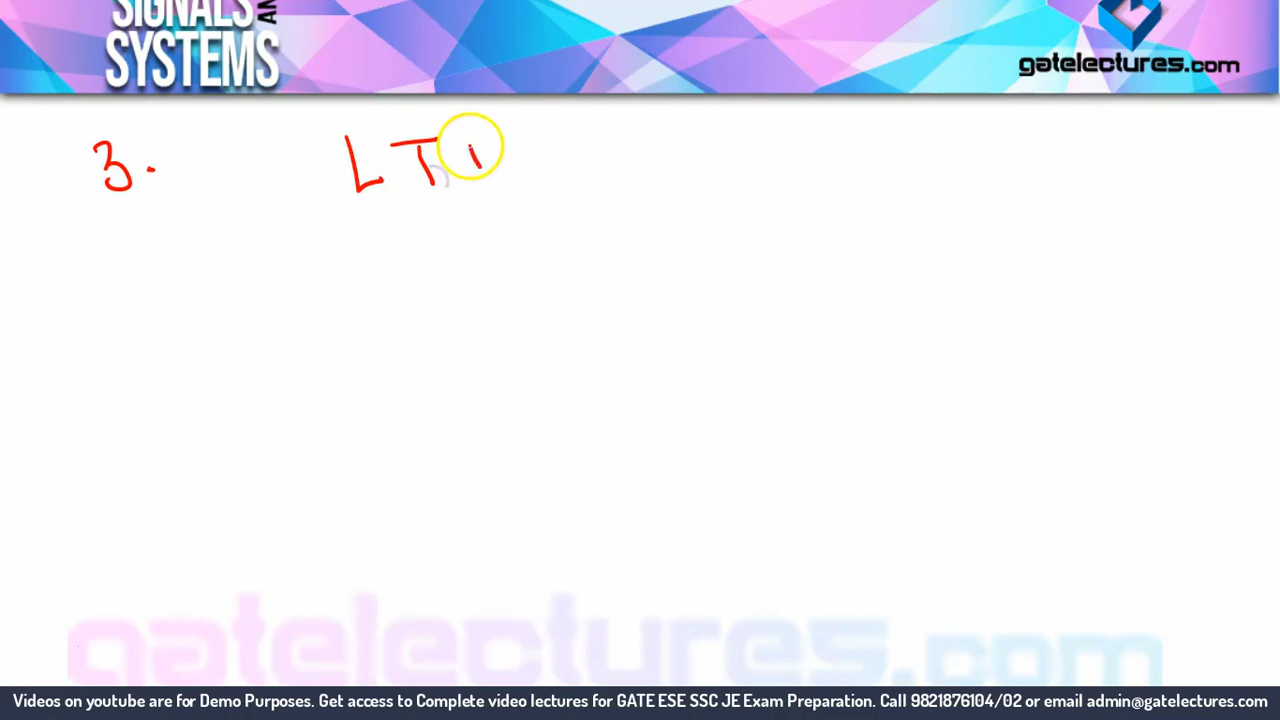 SIGNALS AND
SYSTEMS
gatelectures.com
3. LTI
gatelectures.com
Videos on youtube are for Demo Purposes. Get access to Complete video lectures for GATE ESE SSC JE Exam Preparation. Call 9821876104/02 or email admin@gatelectures.com